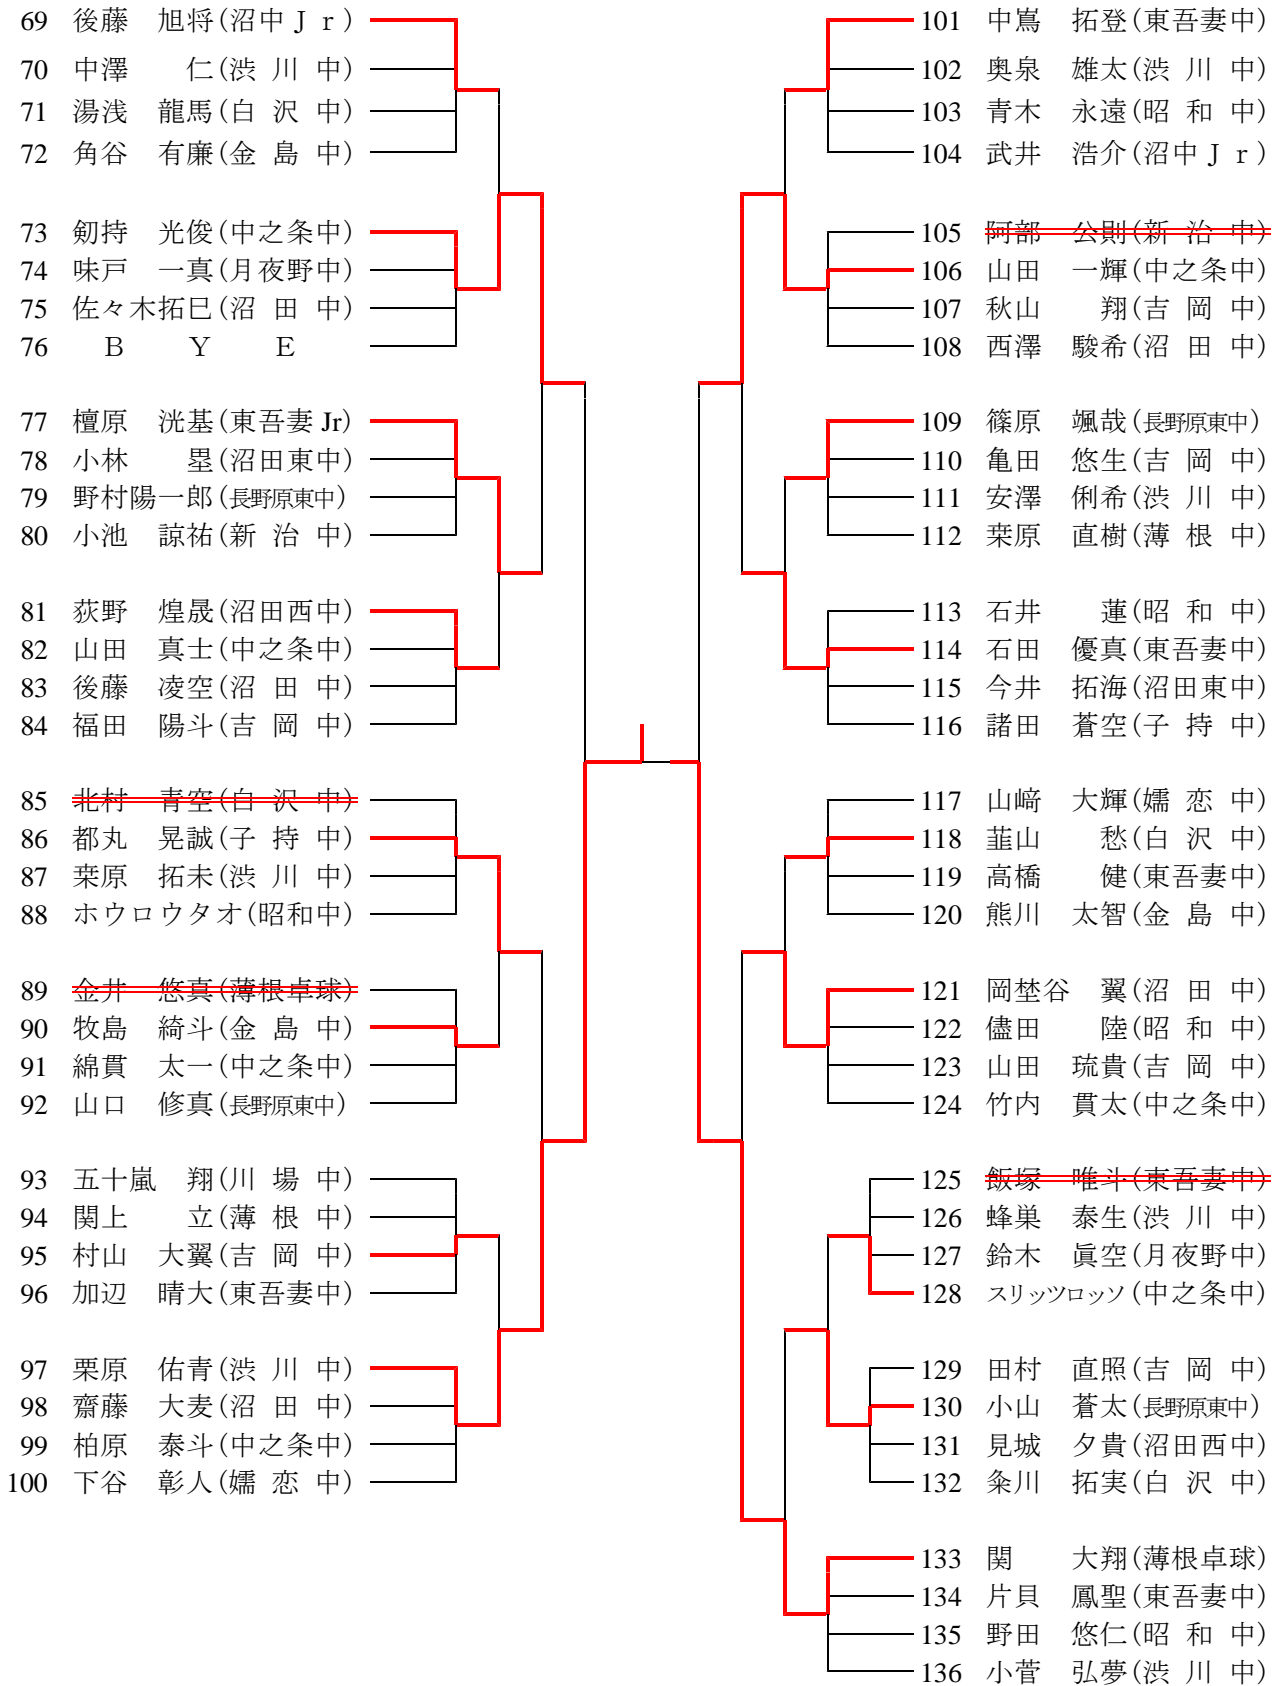 69 後藤 旭将(沼中Ｊｒ)
70 中澤 仁(渋川中)
71 湯浅 龍馬(白沢中)
72 角谷 有廉(金島中)
73 剱持 光俊(中之条中)
74 味戸 一真(月夜野中)
75 佐々木拓巳(沼田中)
76 Ｂ Ｙ Ｅ
77 檀原 洸基(東吾妻Jr)
78 小林 塁(沼田東中)
79 野村陽一郎(長野原東中)
80 小池 諒祐(新治中)
81 荻野 煌晟(沼田西中)
82 山田 真士(中之条中)
83 後藤 凌空(沼田中)
84 福田 陽斗(吉岡中)
85 北村 青空(白沢中)
86 都丸 晃誠(子持中)
87 桒原 拓未(渋川中)
88 ホウロウタオ(昭和中)
89 金井 悠真(薄根卓球)
90 牧島 綺斗(金島中)
91 綿貫 太一(中之条中)
92 山口 修真(長野原東中)
93 五十嵐 翔(川場中)
94 関上 立(薄根中)
95 村山 大翼(吉岡中)
96 加辺 晴大(東吾妻中)
97 栗原 佑青(渋川中)
98 齋藤 大麦(沼田中)
99 柏原 泰斗(中之条中)
100 下谷 彰人(嬬恋中)
101 中嶌 拓登(東吾妻中)
102 奥泉 雄太(渋川中)
103 青木 永遠(昭和中)
104 武井 浩介(沼中Ｊｒ)
105 阿部 公則(新治中)
106 山田 一輝(中之条中)
107 秋山 翔(吉岡中)
108 西澤 駿希(沼田中)
109 篠原 颯哉(長野原東中)
110 亀田 悠生(吉岡中)
111 安澤 俐希(渋川中)
112 桒原 直樹(薄根中)
113 石井 蓮(昭和中)
114 石田 優真(東吾妻中)
115 今井 拓海(沼田東中)
116 諸田 蒼空(子持中)
117 山﨑 大輝(嬬恋中)
118 韮山 愁(白沢中)
119 高橋 健(東吾妻中)
120 熊川 太智(金島中)
121 岡埜谷 翼(沼田中)
122 儘田 陸(昭和中)
123 山田 琉貴(吉岡中)
124 竹内 貫太(中之条中)
125 飯塚 唯斗(東吾妻中)
126 蜂巣 泰生(渋川中)
127 鈴木 眞空(月夜野中)
128 スリッツロッソ(中之条中)
129 田村 直照(吉岡中)
130 小山 蒼太(長野原東中)
131 見城 夕貴(沼田西中)
132 粂川 拓実(白沢中)
133 関 大翔(薄根卓球)
134 片貝 鳳聖(東吾妻中)
135 野田 悠仁(昭和中)
136 小菅 弘夢(渋川中)